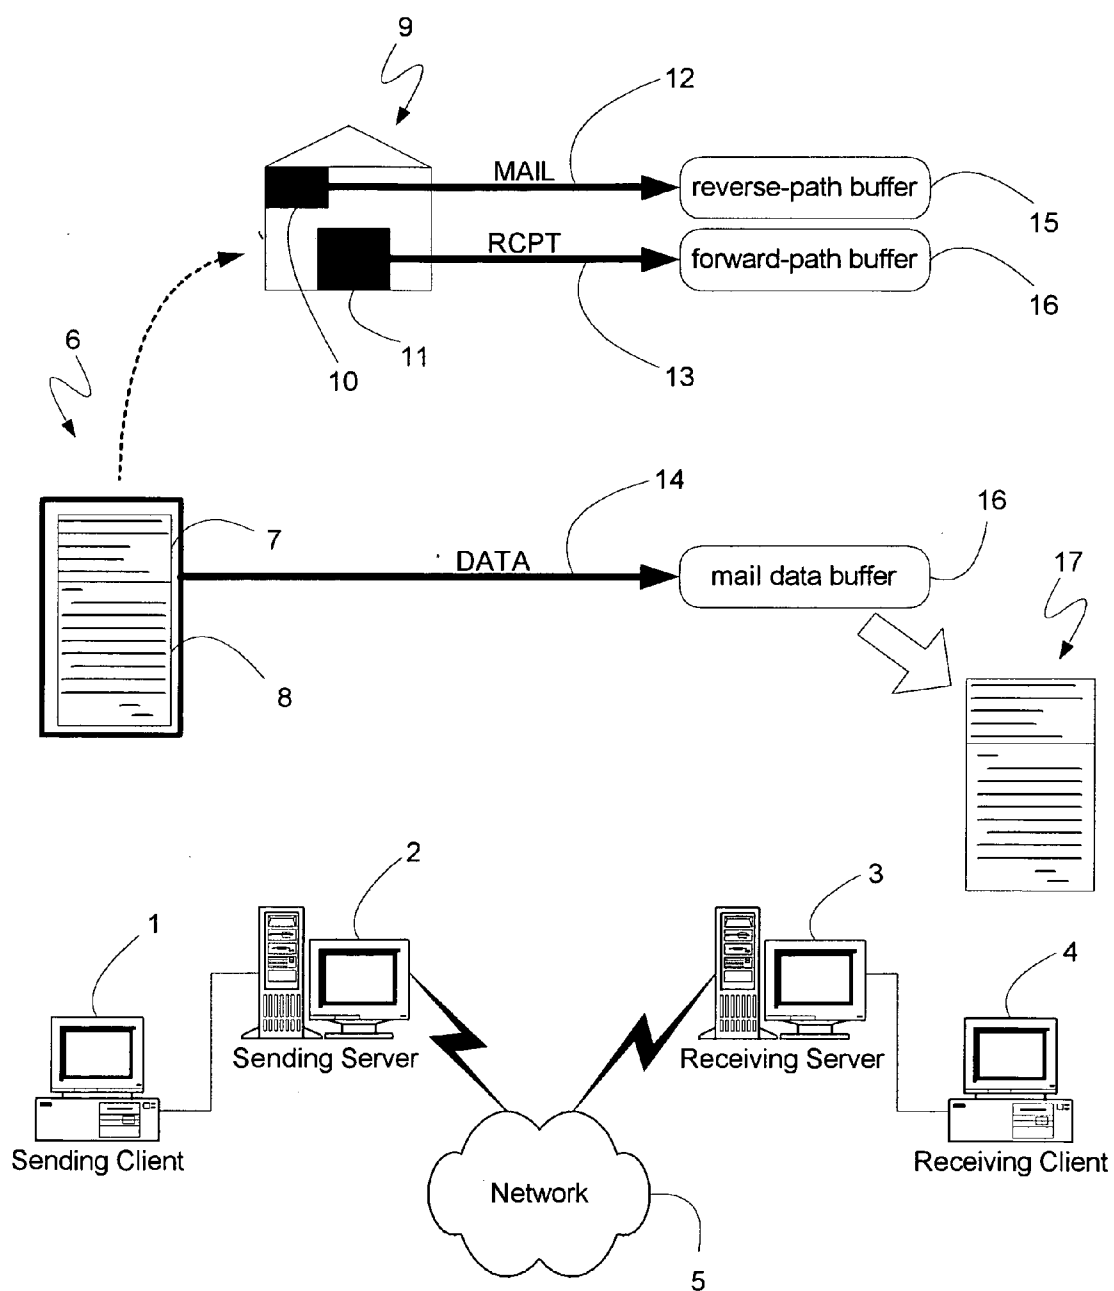 9
12
MAIL
reverse-path buffer
15
RCPT
forward-path buffer
16
6
10
11
13
14
16
7
DATA
mail data buffer
17
8
2
3
1
4
Sending Server
Receiving Server
Sending Client
Receiving Client
Network
5